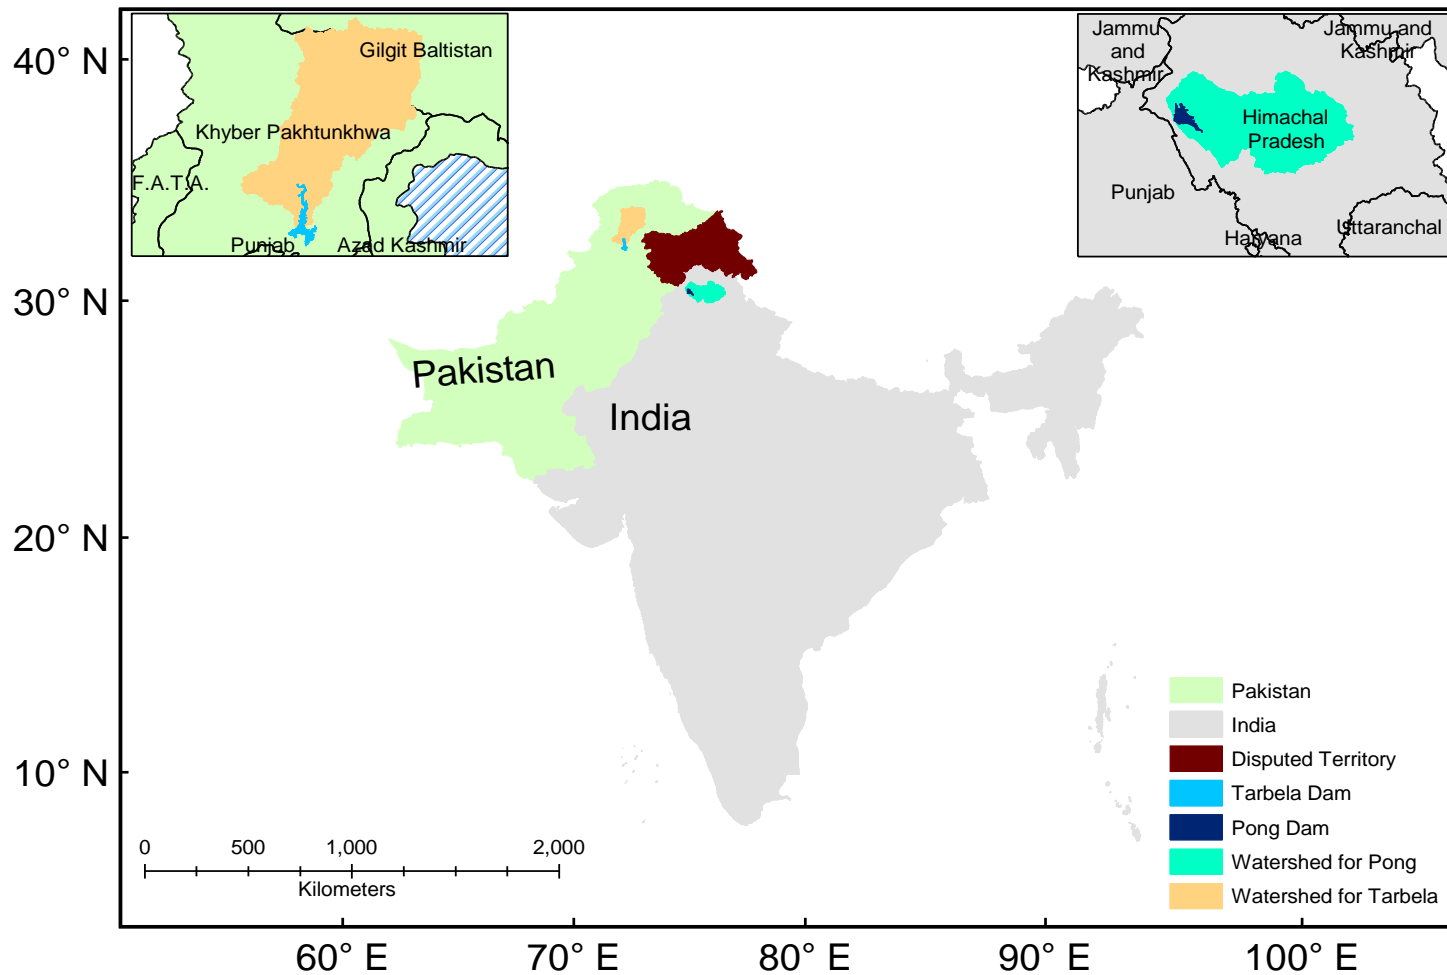 40° N
30° N
20° N
10° N
Gilgit Baltistan
Khyber Pakhtunkhwa
F.A.T.A.
Punjab
Azad Kashmir
Jammu
and
Kashmir
Jammu and
Kashmir
Himachal
Pradesh
Punjab
Haryana
Uttaranchal
Pakistan
India
Pakistan
India
Disputed Territory
Tarbela Dam
Pong Dam
Watershed for Pong
Watershed for Tarbela
0 500 1,000 2,000
Kilometers
60° E 70° E 80° E 90° E 100° E